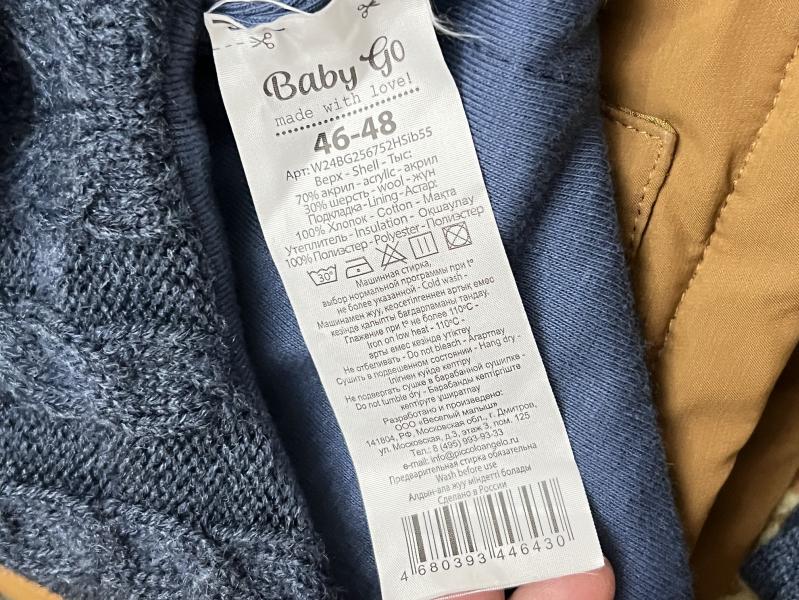 Baby Go
made with love!
46-48
Арт: W24BG256752HSib55
Верх - Shell - Тыс:
70% акрил - acrylic - акрил
30% шерсть - wool - жүн
Подкладка - Lining - Астар:
100% Хлопок - Cotton - Мақта
Утеплитель - Insulation - Оқшаулау
100% Полиэстер - Polyester - Полиэстер
30°
Машинная стирка,
выбор нормальной программы при t°
не более указанной - Cold wash -
Машинамен жуу, көсетілгеннен артық емес
кезінде қалыпты бағдарламаны таңдау.
Глажение при t° не более 110°C -
Iron on low heat - 110°C -
арты емес кезінде үтіктеу
Не отбеливать - Do not bleach - Ағартпау
Сушить в подвешенном состоянии - Hang dry -
Ілігнен күйде кептіру
Не подвергать сушке в барабанной сушилке -
Do not tumble dry - Барабанды кептіргіште
кептіруге ұшыратпау
Разработано и произведено:
ООО «Веселый малыш»
141804, РФ, Московская обл., г. Дмитров,
ул. Московская, д.3, этаж 3, пом. 125
Тел.: 8 (495) 993-93-33
e-mail: info@piccoloangelo.ru
Предварительная стирка обязательна
Wash before use
Алдын-ала жуу міндетті болады
Сделано в России
4 680393 446430